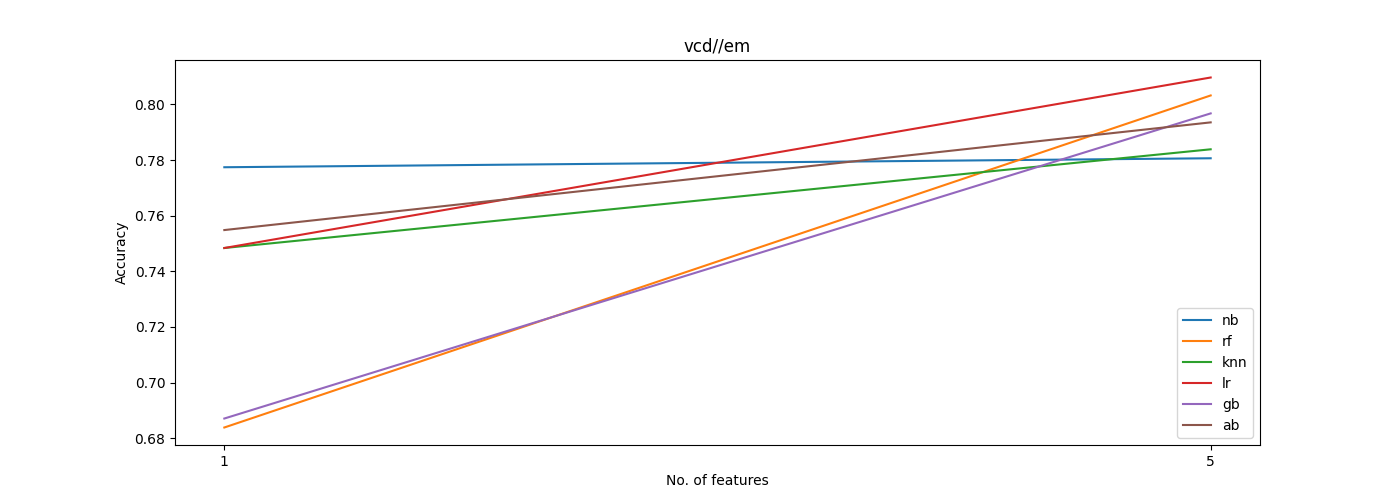 vcd//em
0.80
0.78
0.76
0.74
0.72
0.70
0.68
Accuracy
1
5
No. of features
nb
rf
knn
lr
gb
ab